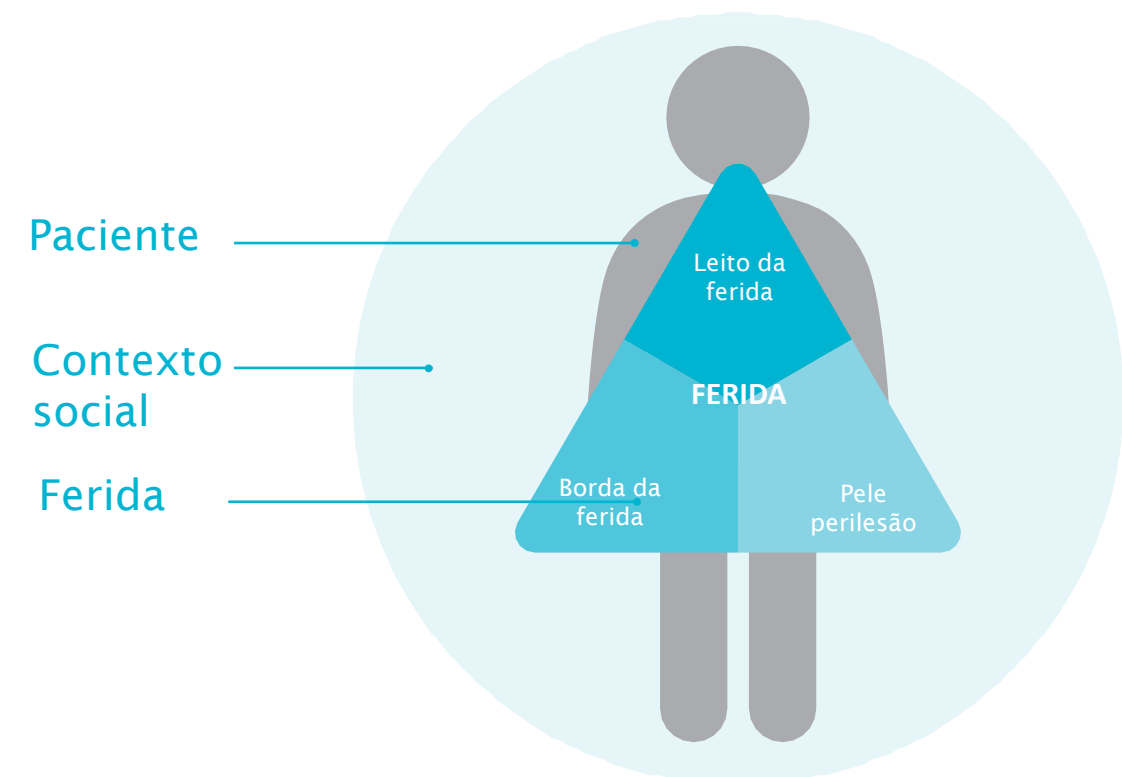 Paciente
Contexto
social
Ferida
Leito da
ferida
FERIDA
Borda da
ferida
Pele
perilesão